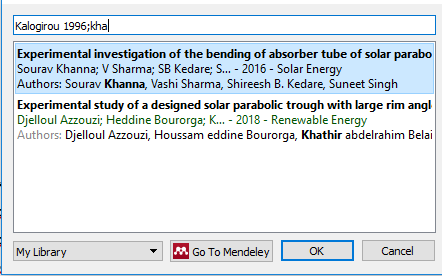 Kalogirou 1996;kha
Experimental investigation of the bending of absorber tube of solar parabo
Sourav Khanna; V Sharma; SB Kedare; S... - 2016 - Solar Energy
Authors: Sourav Khanna, Vashi Sharma, Shireesh B. Kedare, Suneet Singh
Experimental study of a designed solar parabolic trough with large rim angl
Djelloul Azzouzi; Heddine Bourorga; K... - 2018 - Renewable Energy
Authors: Djelloul Azzouzi, Houssam eddine Bourorga, Khathir abdelrahim Belai
My Library
Go To Mendeley
OK
Cancel